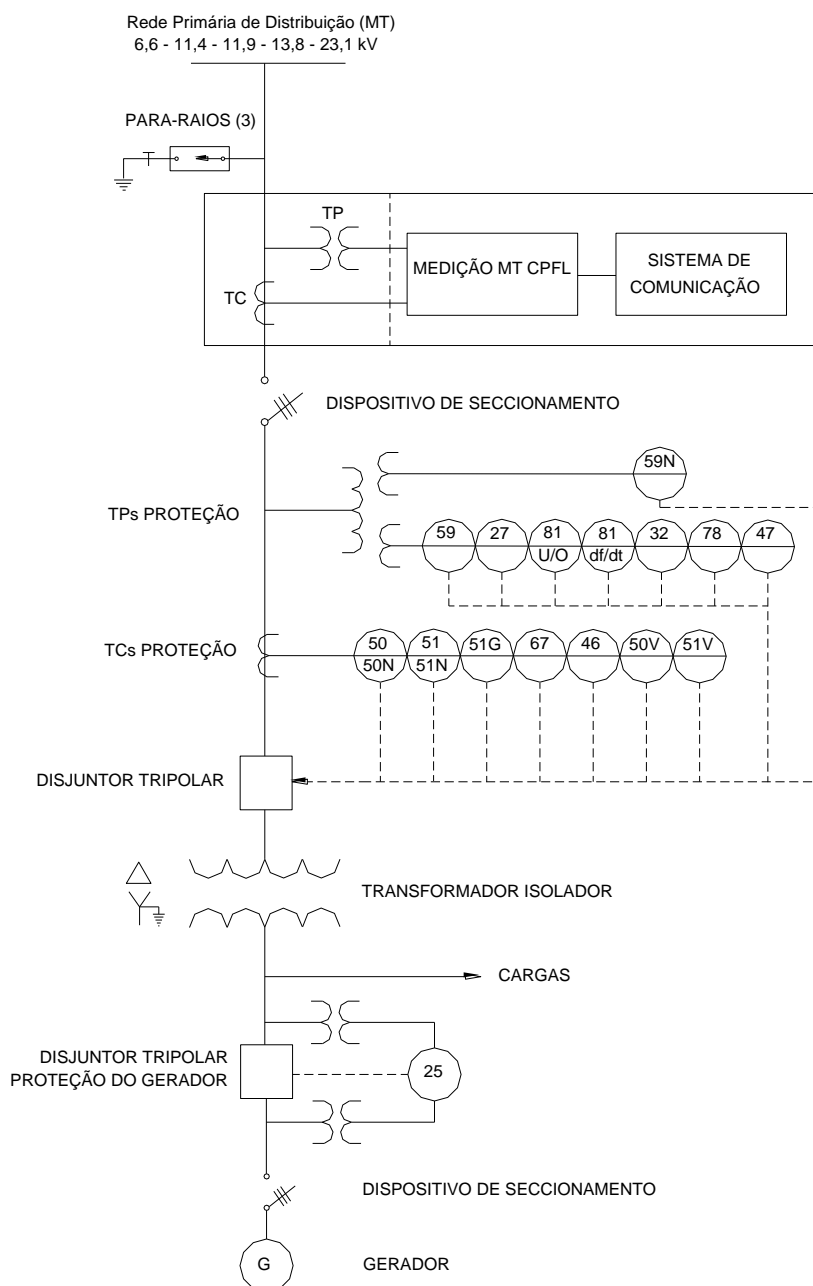 Rede Primária de Distribuição (MT)
6,6 - 11,4 - 11,9 - 13,8 - 23,1 kV
PARA-RAIOS (3)
TP
TC
MEDIÇÃO MT CPFL
SISTEMA DE
COMUNICAÇÃO
DISPOSITIVO DE SECCIONAMENTO
59N
TPs PROTEÇÃO
59 27 81 81 32 78 47
U/O df/dt
TCs PROTEÇÃO
50 51 51G 67 46 50V 51V
50N 51N
DISJUNTOR TRIPOLAR
TRANSFORMADOR ISOLADOR
CARGAS
DISJUNTOR TRIPOLAR
PROTEÇÃO DO GERADOR
25
DISPOSITIVO DE SECCIONAMENTO
G
GERADOR